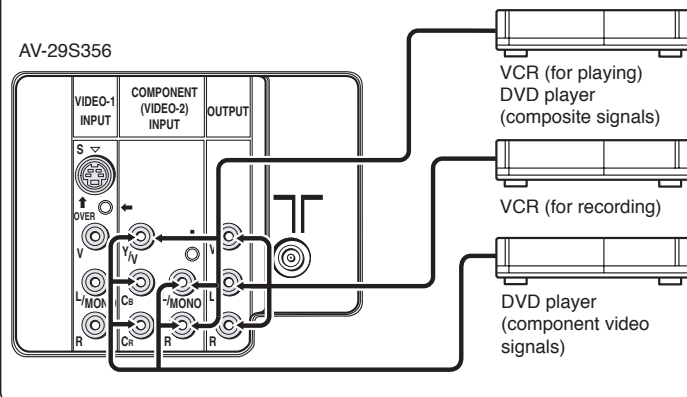 AV-29S356
VIDEO-1
INPUT
COMPONENT
(VIDEO-2)
INPUT
OUTPUT
S
OVER
V
Y/V
V
L/MONO
CB
/MONO
L
R
CR
R
R
VCR (for playing)
DVD player
(composite signals)
VCR (for recording)
DVD player
(component video
signals)